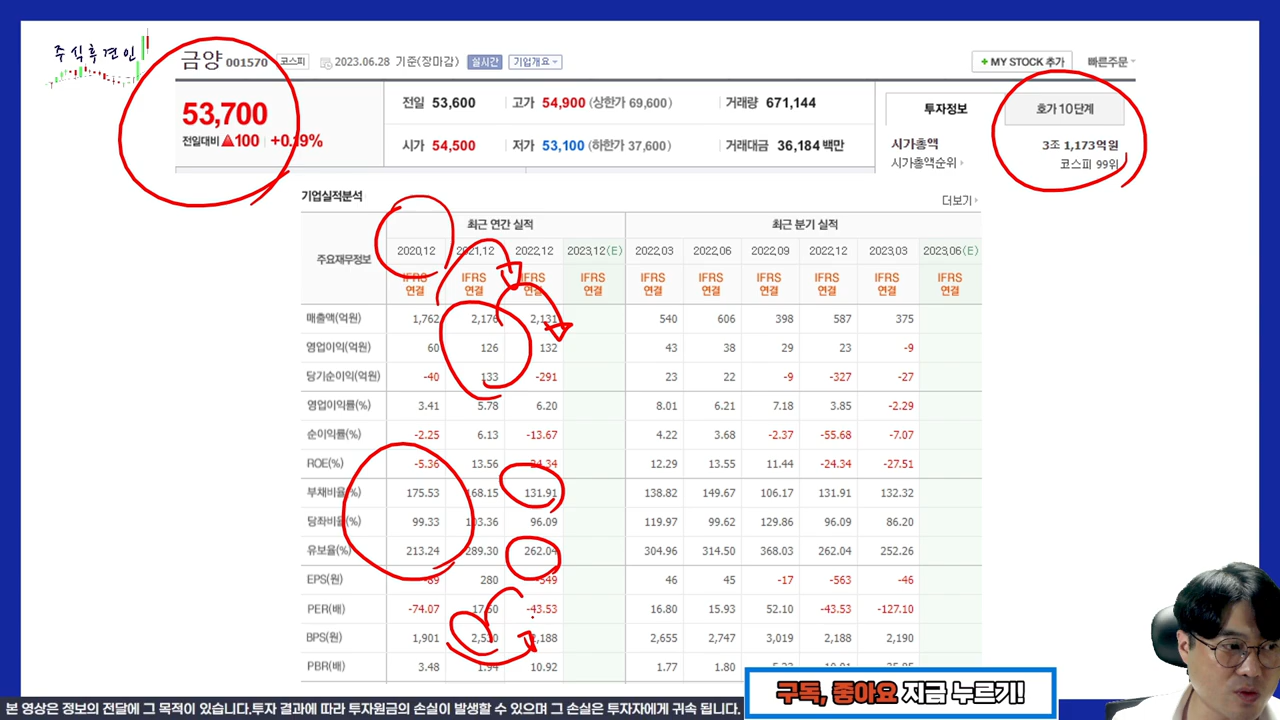 주식후견인
금양 001570 코스피 2023.06.28 기준(장마감) 실시간 기업개요
+ MY STOCK 추가 빠른주문
53,700
전일대비 ▲100 +0.19%
전일 53,600 고가 54,900 (상한가 69,600) 거래량 671,144
시가 54,500 저가 53,100 (하한가 37,600) 거래대금 36,184 백만
투자정보 호가 10단계
시가총액 3조 1,173억원
시가총액순위 코스피 99위
기업실적분석 더보기
주요재무정보 최근 연간 실적 최근 분기 실적
2020.12 2021.12 2022.12 2023.12(E) 2022.03 2022.06 2022.09 2022.12 2023.03 2023.06(E)
IFRS IFRS IFRS IFRS IFRS IFRS IFRS IFRS IFRS IFRS
연결 연결 연결 연결 연결 연결 연결 연결 연결 연결
매출액(억원) 1,762 2,176 2,131 540 606 398 587 375
영업이익(억원) 60 126 132 43 38 29 23 -9
당기순이익(억원) -40 133 -291 23 22 -9 -327 -27
영업이익률(%) 3.41 5.78 6.20 8.01 6.21 7.18 3.85 -2.29
순이익률(%) -2.25 6.13 -13.67 4.22 3.68 -2.37 -55.68 -7.07
ROE(%) -5.36 13.56 -24.34 12.29 13.55 11.44 -24.34 -27.51
부채비율(%) 175.53 168.15 131.91 138.82 149.67 106.17 131.91 132.32
당좌비율(%) 99.33 103.36 96.09 119.97 99.62 129.86 96.09 86.20
유보율(%) 213.24 289.30 262.04 304.96 314.50 368.03 262.04 252.26
EPS(원) -89 280 -549 46 45 -17 -563 -46
PER(배) -74.07 -43.53 16.80 15.93 52.10 -43.53 -127.10
BPS(원) 1,901 2,188 2,655 2,747 3,019 2,188 2,190
PBR(배) 3.48 1.94 10.92 1.77 1.80
구독, 좋아요 지금 누르기!
본 영상은 정보의 전달에 그 목적이 있습니다.투자 결과에 따라 투자원금의 손실이 발생할 수 있으며 그 손실은 투자자에게 귀속 됩니다.